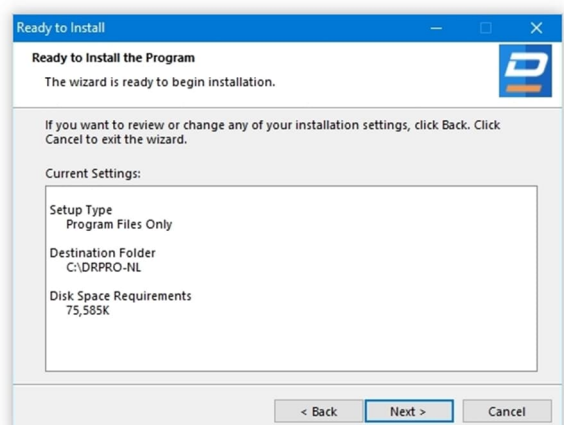 Ready to Install
Ready to Install the Program
The wizard is ready to begin installation.
If you want to review or change any of your installation settings, click Back. Click
Cancel to exit the wizard.
Current Settings:
Setup Type
Program Files Only
Destination Folder
C:\DRPRO-NL
Disk Space Requirements
75,585K
< Back
Next >
Cancel